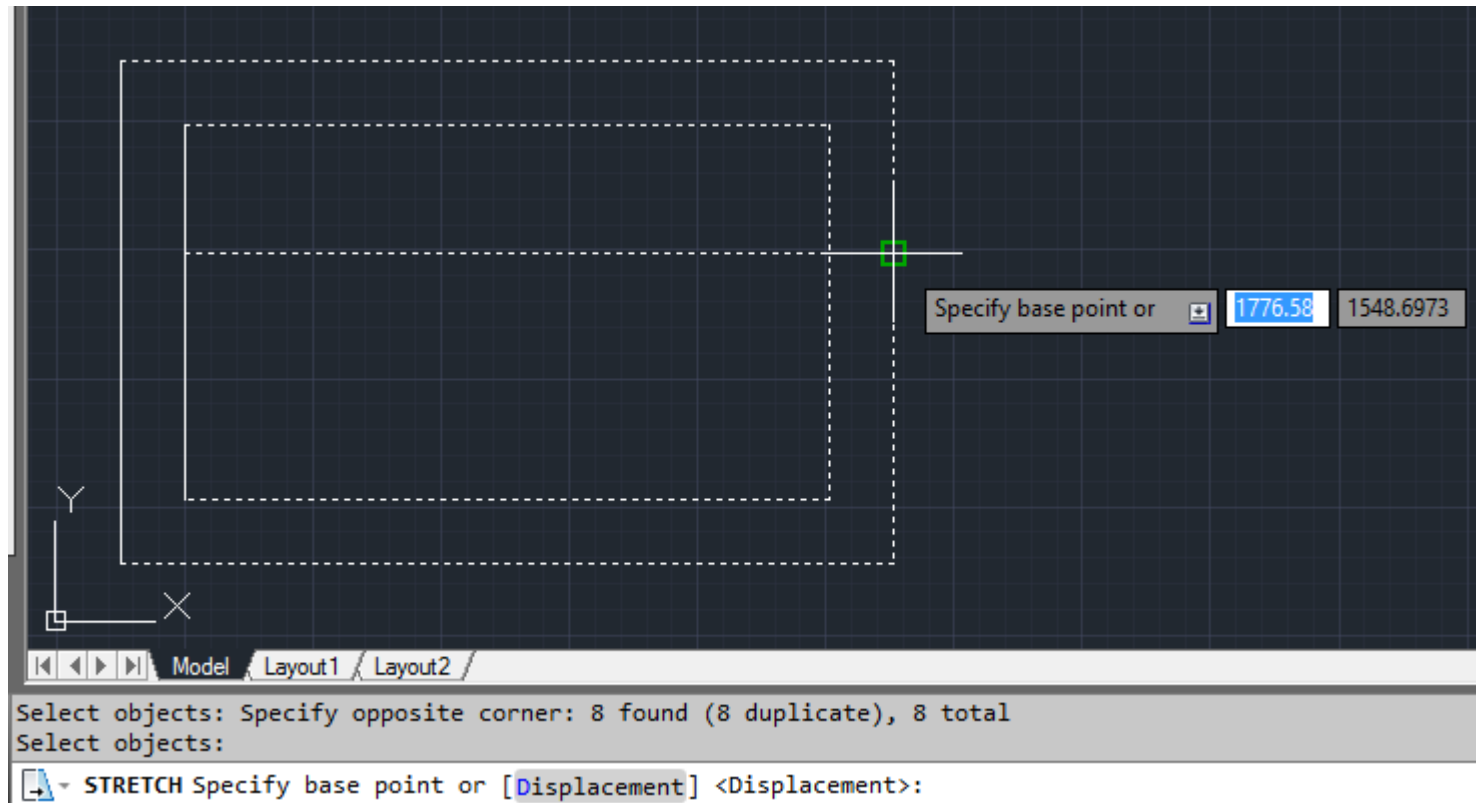 Specify base point or 1776.58 1548.6973
Y
X
Model Layout1 Layout2
Select objects: Specify opposite corner: 8 found (8 duplicate), 8 total
Select objects:
STRETCH Specify base point or [Displacement] <Displacement>: